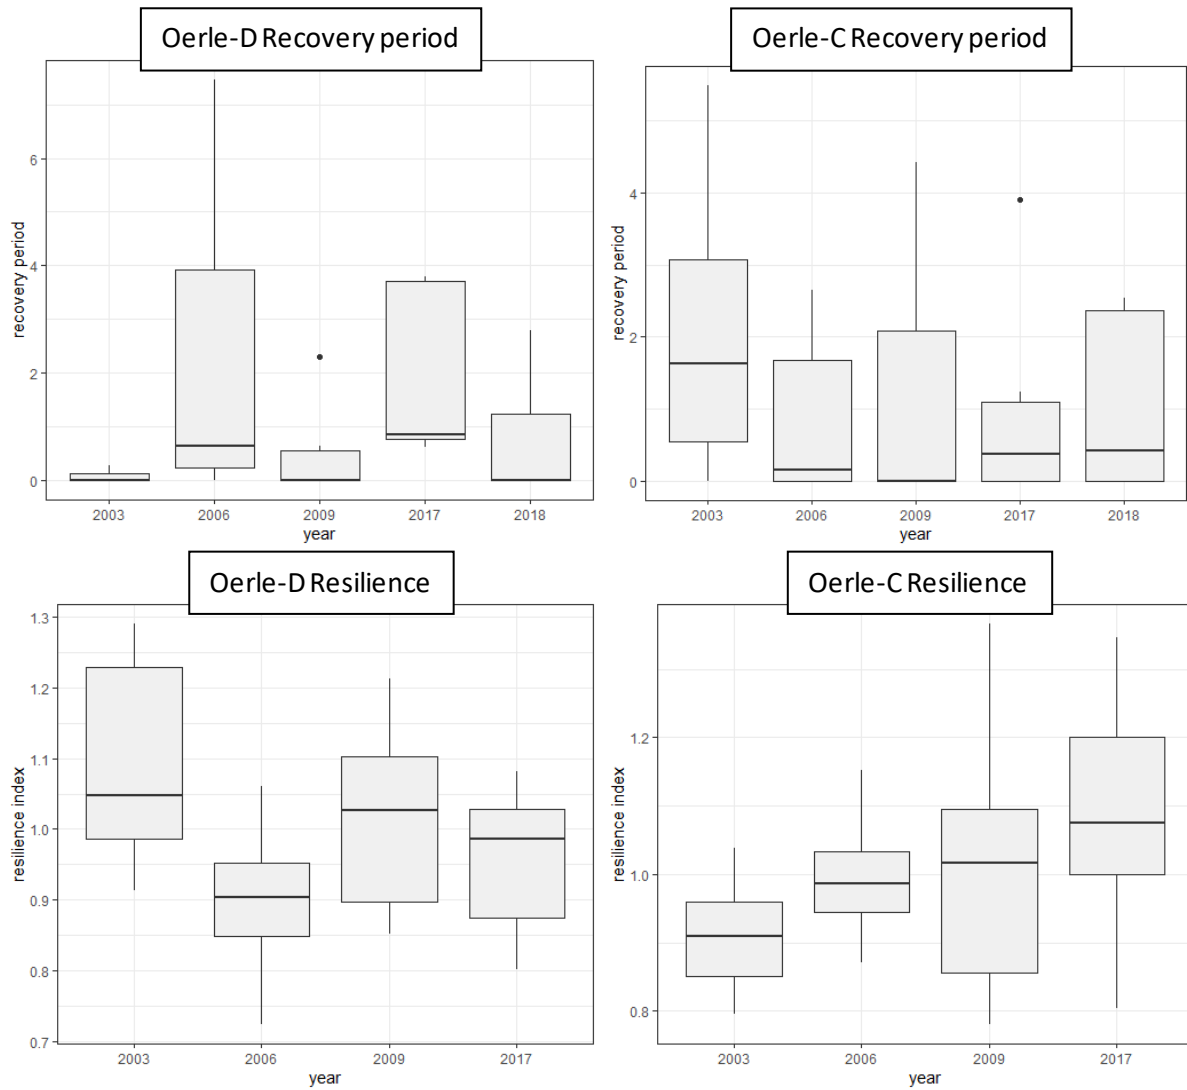 Oerle-D Recovery period
recovery period
6
4
2
0
2003 2006 2009 2017 2018
year
Oerle-C Recovery period
recovery period
4
2
0
2003 2006 2009 2017 2018
year
Oerle-D Resilience
resilience index
1.3
1.2
1.1
1.0
0.9
0.8
0.7
2003 2006 2009 2017
year
Oerle-C Resilience
resilience index
1.2
1.0
0.8
2003 2006 2009 2017
year